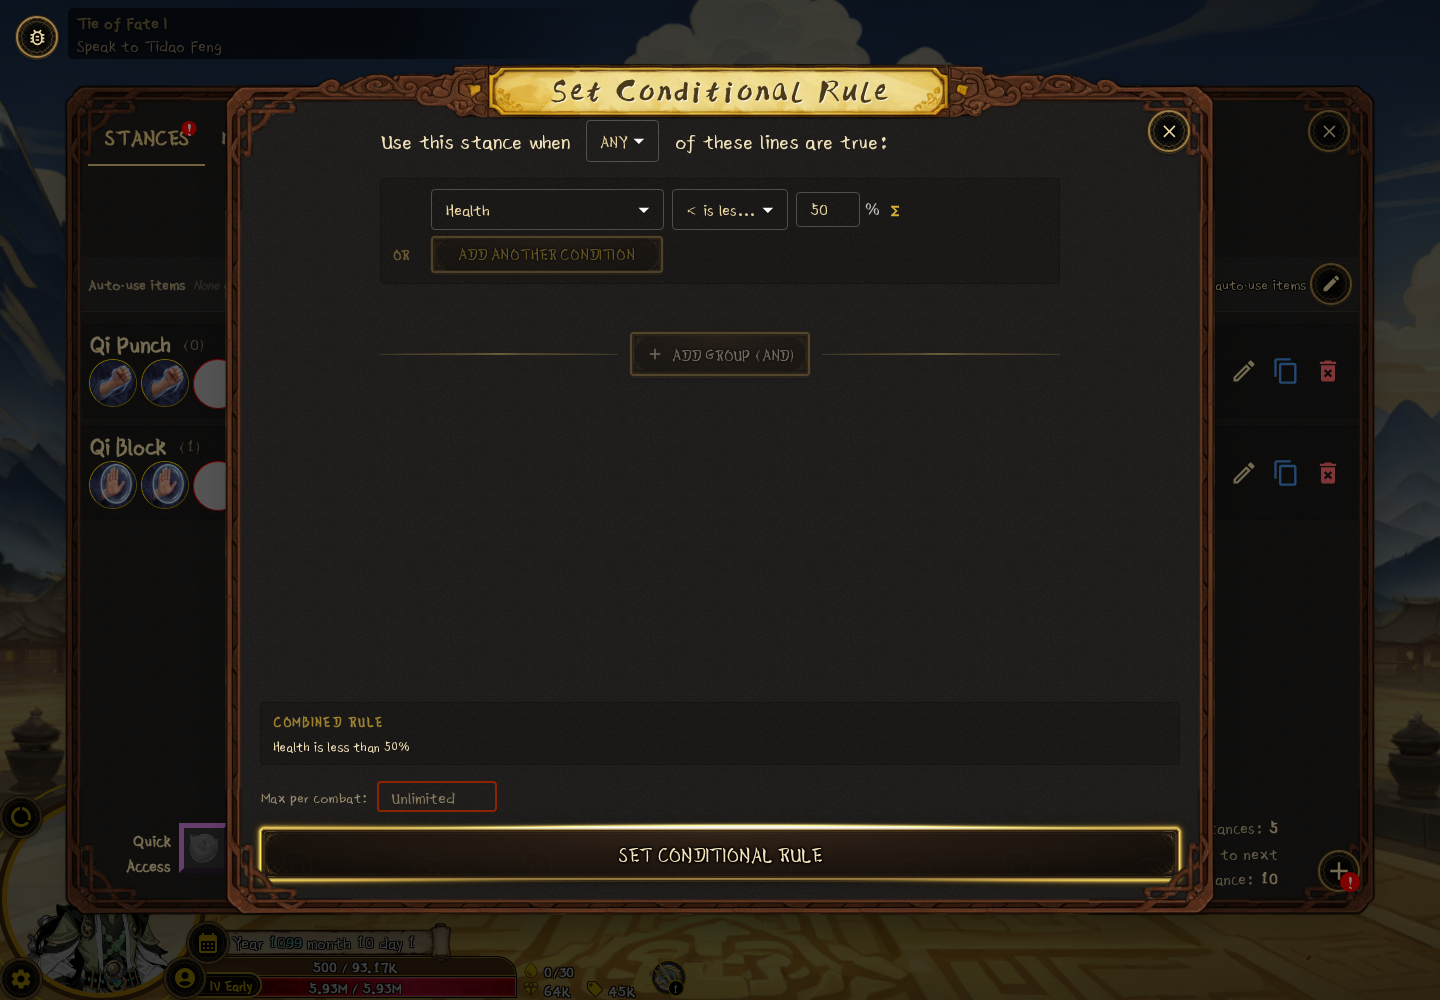 Tie of Fate I
Speak to Tidao Feng
Set Conditional Rule
STANCES
!
Use this stance when ANY of these lines are true:
Health < is les... 50 % Σ
OR ADD ANOTHER CONDITION
Auto-use items None
auto-use items
+ ADD GROUP (AND)
Qi Punch (0)
Qi Block (1)
COMBINED RULE
Health is less than 50%
Max per combat: Unlimited
SET CONDITIONAL RULE
Quick
Access
5
to next
10
!
Year 1099 month 10 day 1
500 / 93.17K
IV Early
5.93M / 5.93M
0/30
64K
45K